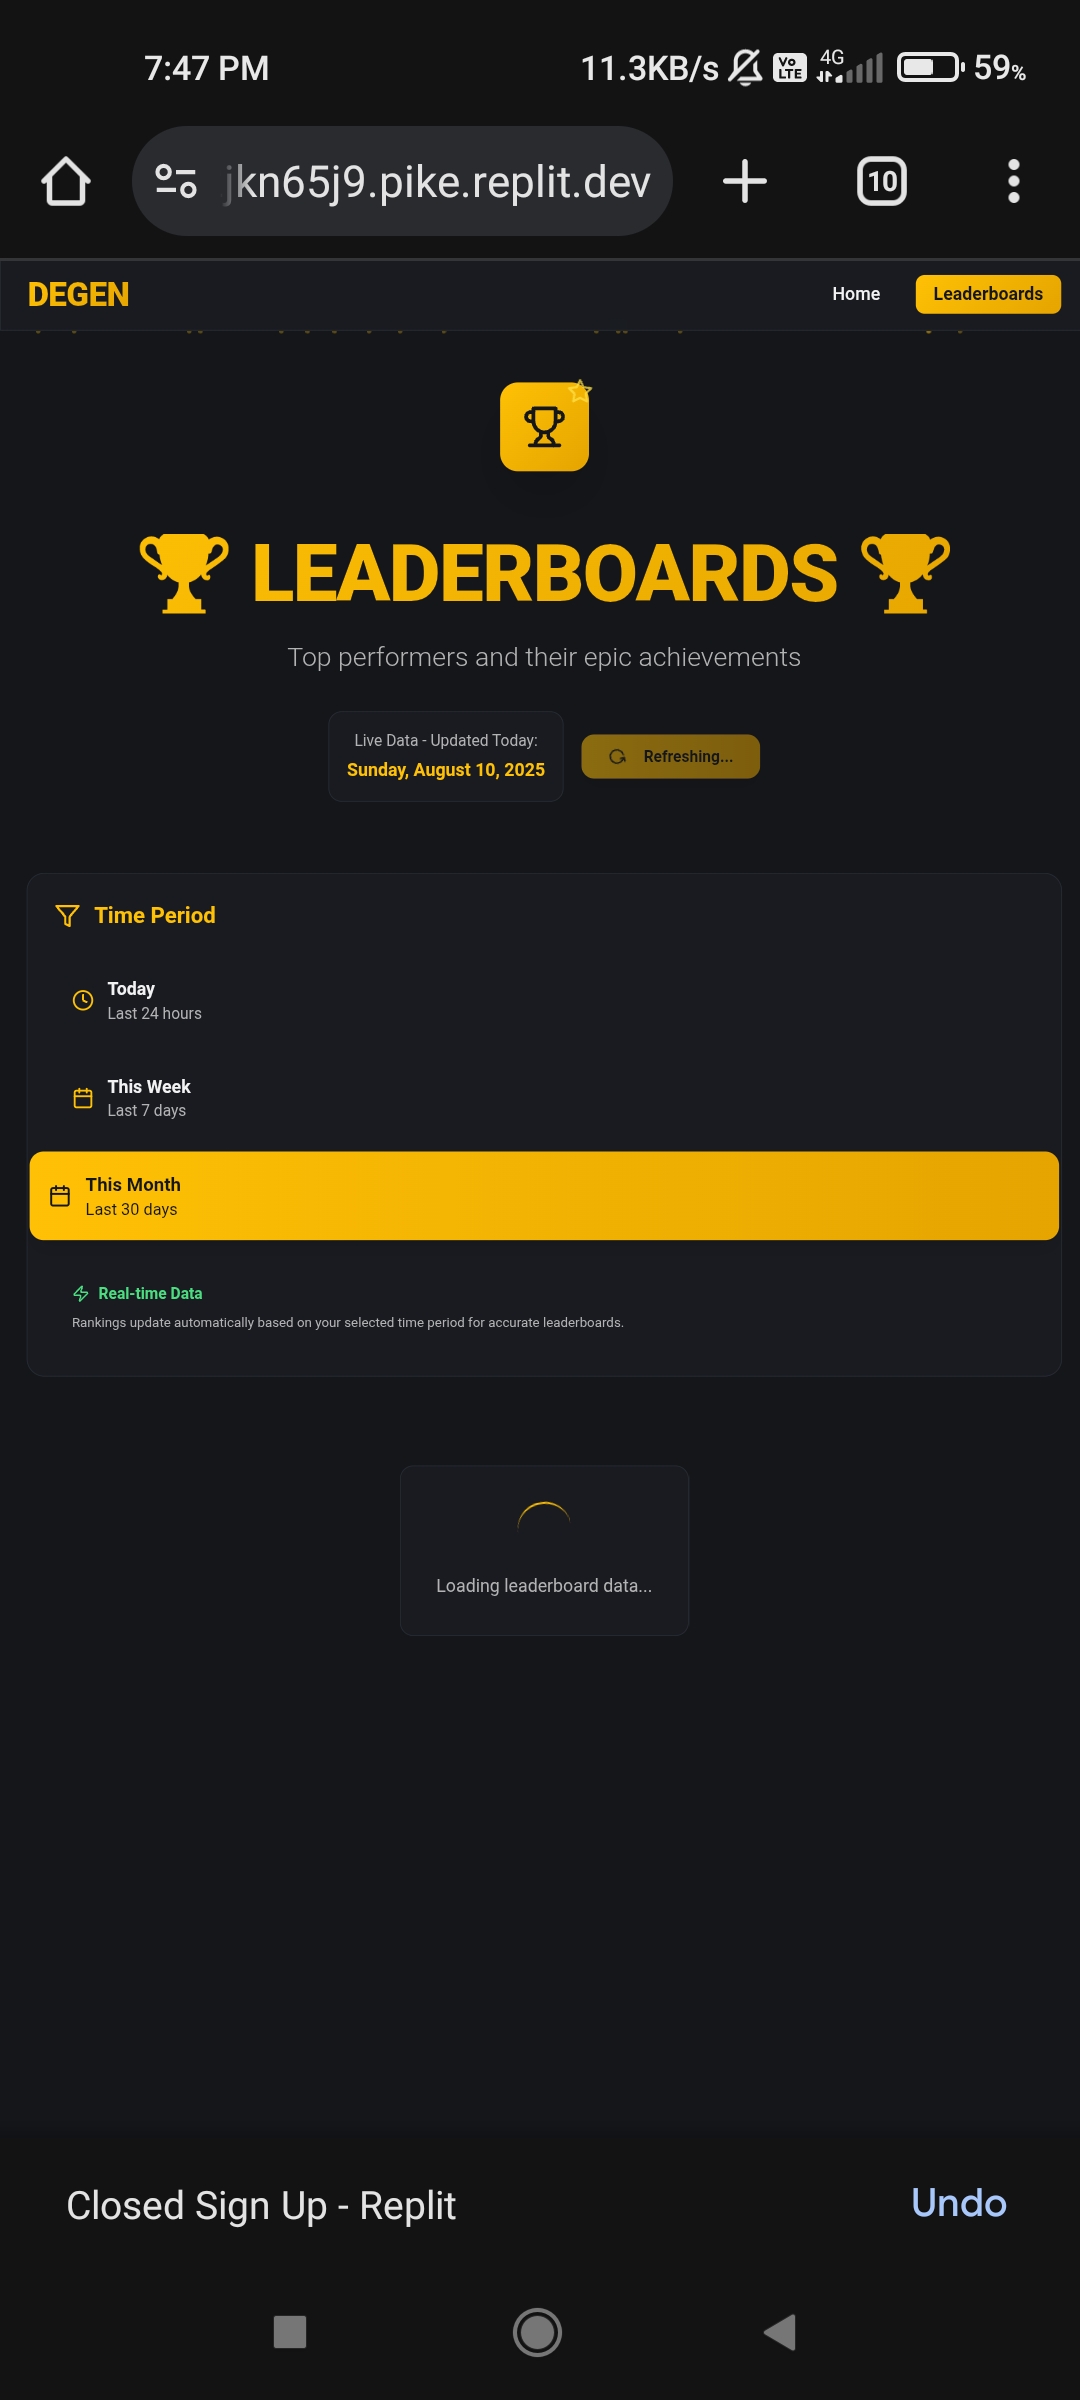 7:47 PM 11.3KB/s Vo LTE 4G 59%
jkn65j9.pike.replit.dev 10
DEGEN Home Leaderboards
🏆 LEADERBOARDS 🏆
Top performers and their epic achievements
Live Data - Updated Today:
Sunday, August 10, 2025
Refreshing...
Time Period
Today
Last 24 hours
This Week
Last 7 days
This Month
Last 30 days
Real-time Data
Rankings update automatically based on your selected time period for accurate leaderboards.
Loading leaderboard data...
Closed Sign Up - Replit Undo